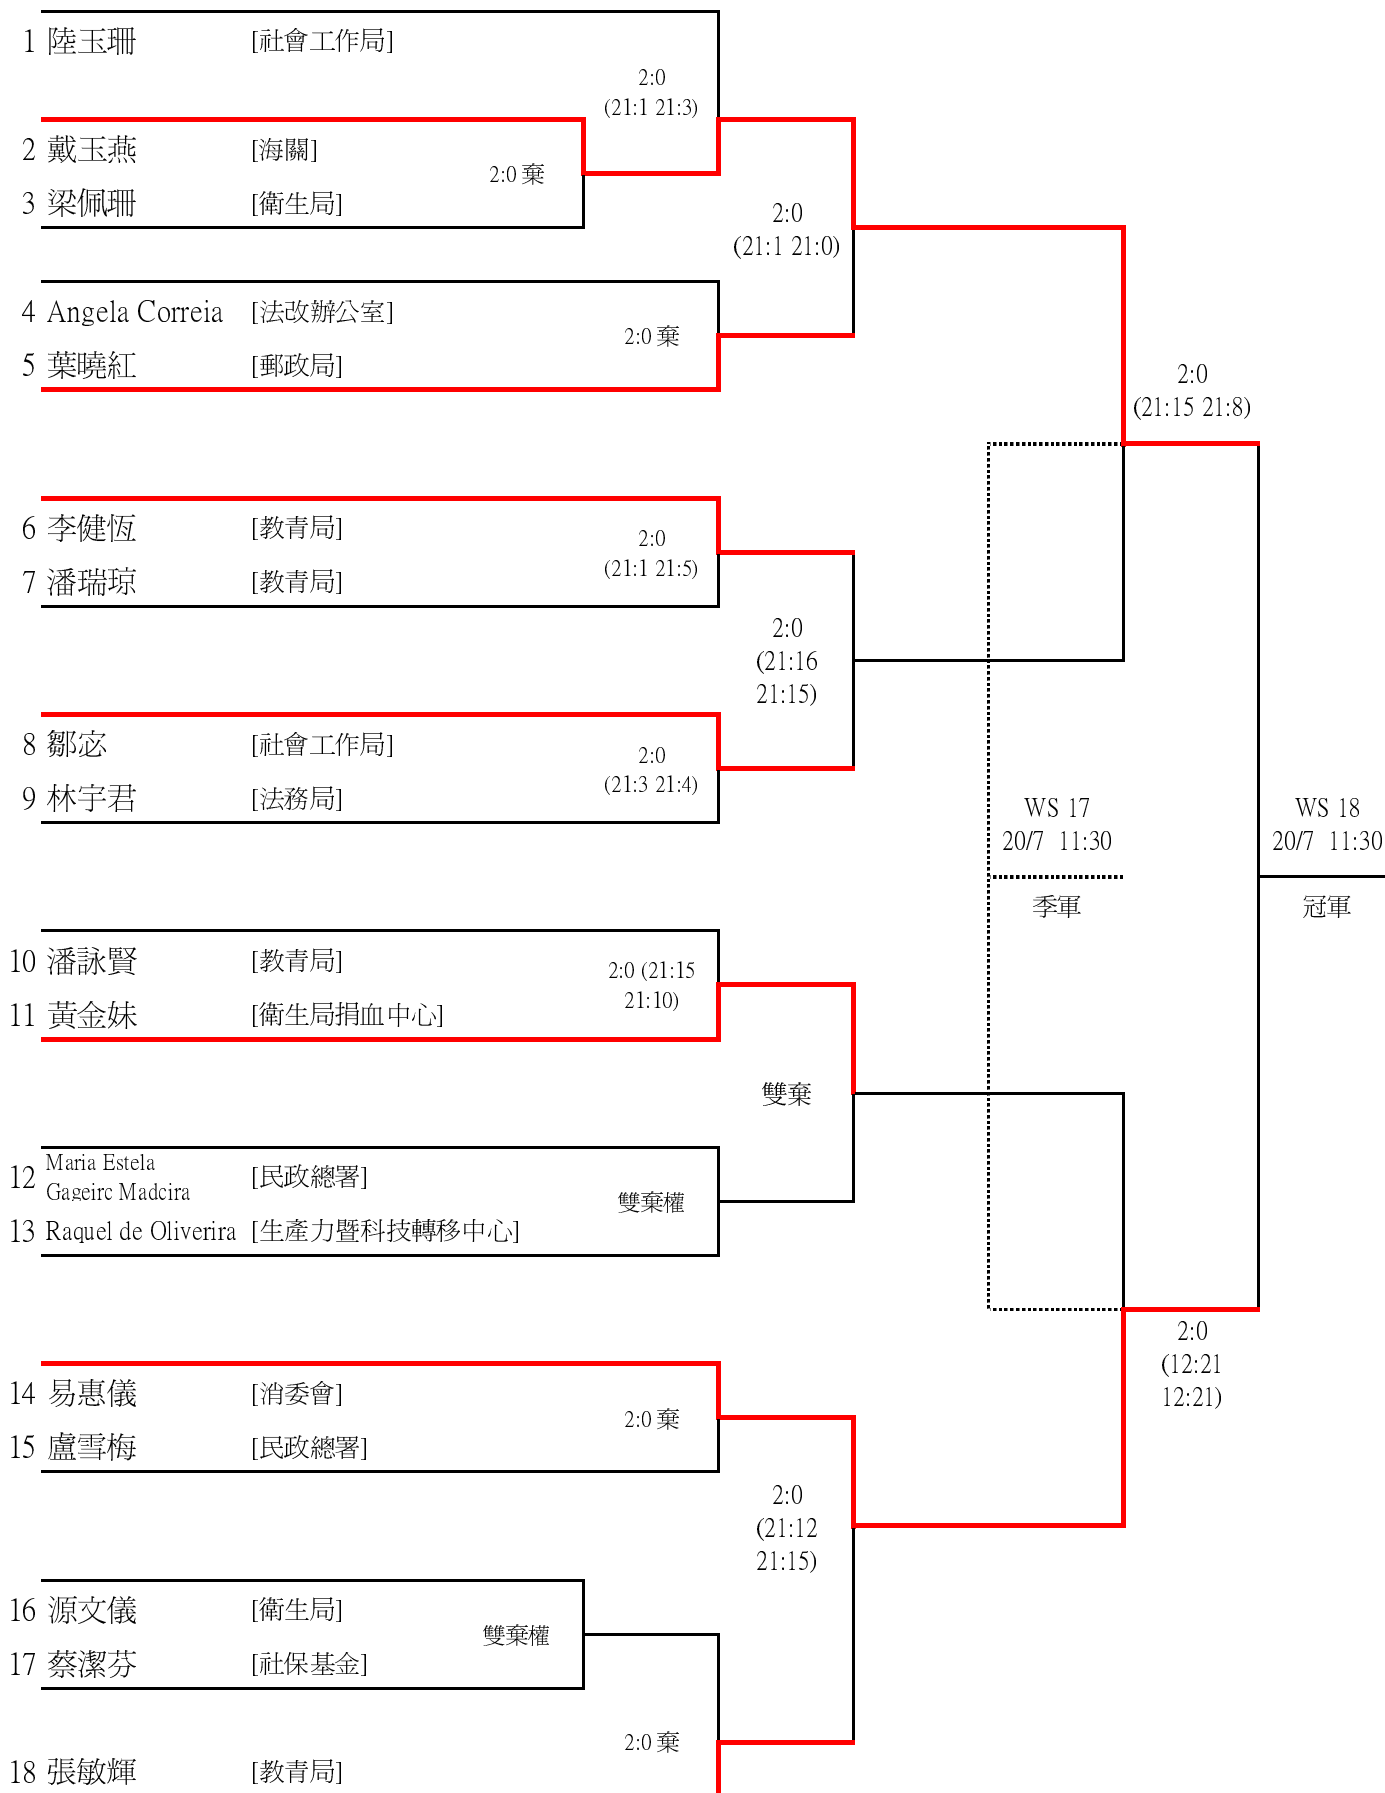 1 陸玉珊 [社會工作局]
2:0
(21:1 21:3)
2 戴玉燕 [海關]
2:0 棄
3 梁佩珊 [衛生局]
2:0
(21:1 21:0)
4 Angela Correia [法改辦公室]
2:0 棄
5 葉曉紅 [郵政局]
2:0
(21:15 21:8)
6 李健恆 [教青局]
2:0
(21:1 21:5)
7 潘瑞琼 [教青局]
2:0
(21:16
21:15)
8 鄒宓 [社會工作局]
2:0
(21:3 21:4)
9 林宇君 [法務局]
WS 17
20/7 11:30
季軍
WS 18
20/7 11:30
冠軍
10 潘詠賢 [教青局]
2:0 (21:15
21:10)
11 黃金妹 [衛生局捐血中心]
雙棄
12 Maria Estela
Gageirc Madcira [民政總署]
雙棄權
13 Raquel de Oliverira [生產力暨科技轉移中心]
2:0
(12:21
12:21)
14 易惠儀 [消委會]
2:0 棄
15 盧雪梅 [民政總署]
2:0
(21:12
21:15)
16 源文儀 [衛生局]
雙棄權
17 蔡潔芬 [社保基金]
2:0 棄
18 張敏輝 [教青局]